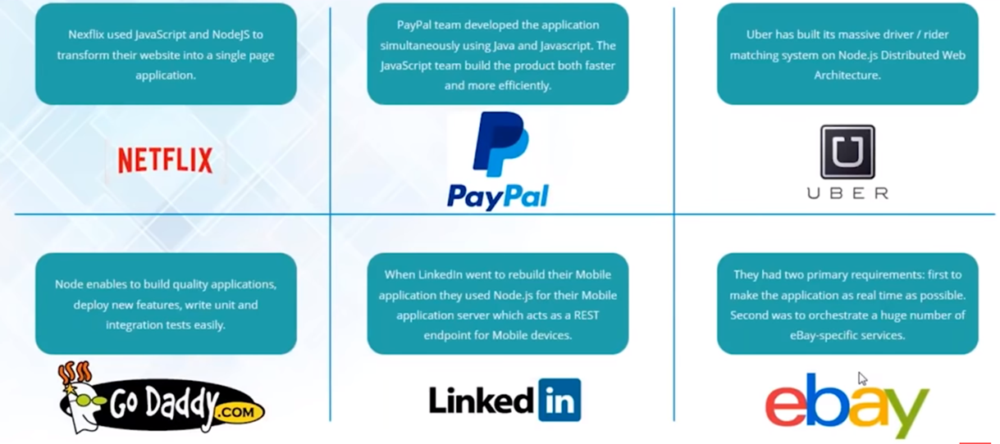 Nexflix used JavaScript and NodeJS to
transform their website into a single page
application.
NETFLIX
PayPal team developed the application
simultaneously using Java and Javascript. The
JavaScript team build the product both faster
and more efficiently.
PayPal
Uber has built its massive driver / rider
matching system on Node.js Distributed Web
Architecture.
UBER
Node enables to build quality applications,
deploy new features, write unit and
integration tests easily.
Go Daddy.COM
When LinkedIn went to rebuild their Mobile
application they used Node.js for their Mobile
application server which acts as a REST
endpoint for Mobile devices.
Linked in
They had two primary requirements: first to
make the application as real time as possible.
Second was to orchestrate a huge number of
eBay-specific services.
ebay